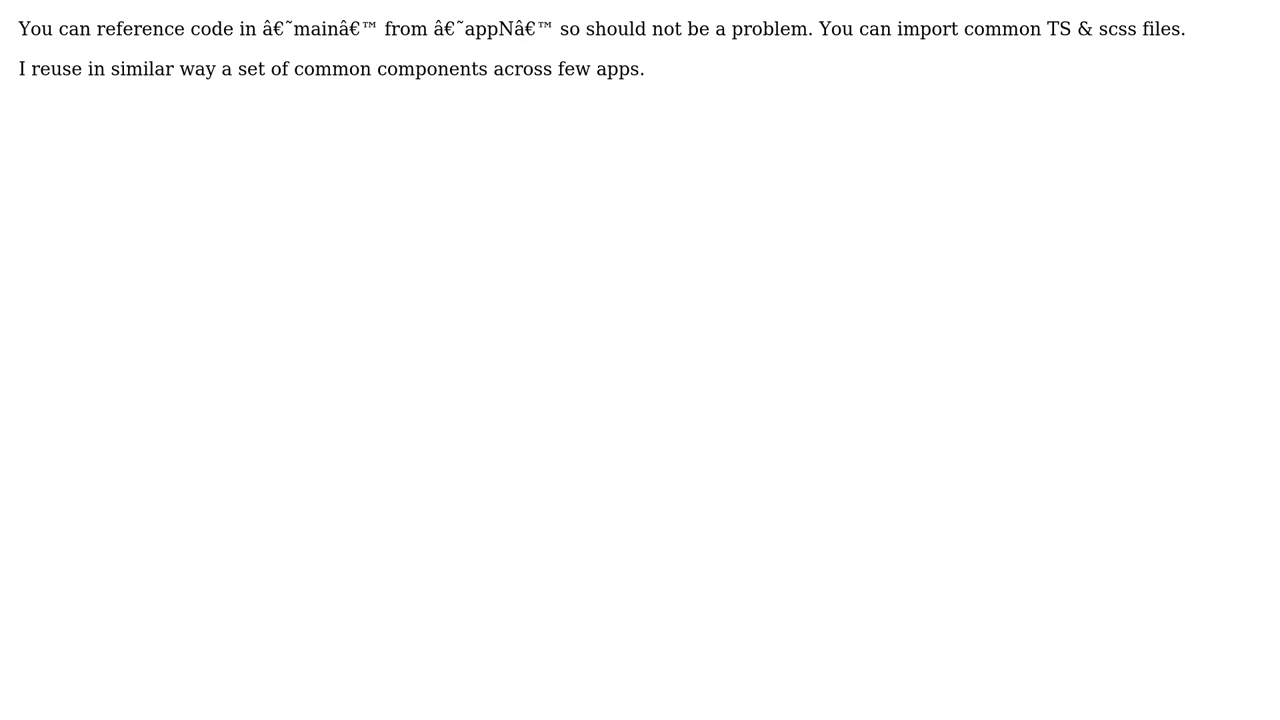 You can reference code in â€˜mainâ€™ from â€˜appNâ€™ so should not be a problem. You can import common TS & scss files.
I reuse in similar way a set of common components across few apps.